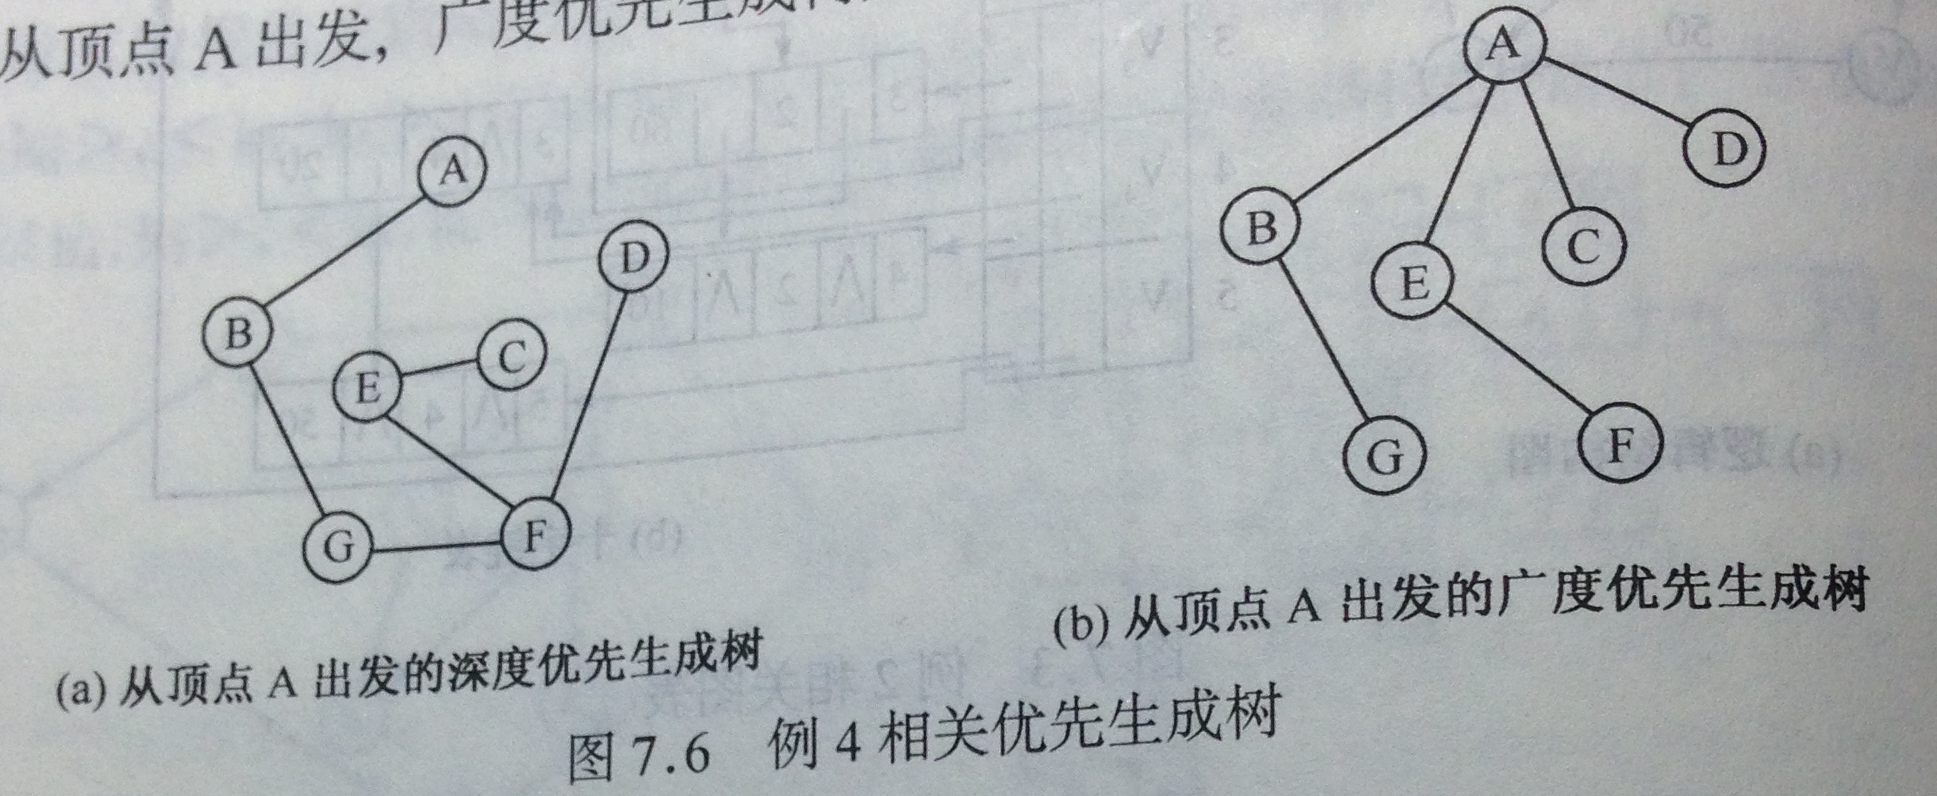 从顶点 A 出发，广度优先生成树
A
B
E
C
D
G
F
A
B
E
C
D
G
F
(a) 从顶点 A 出发的深度优先生成树
(b) 从顶点 A 出发的广度优先生成树
图 7.6 例 4 相关优先生成树